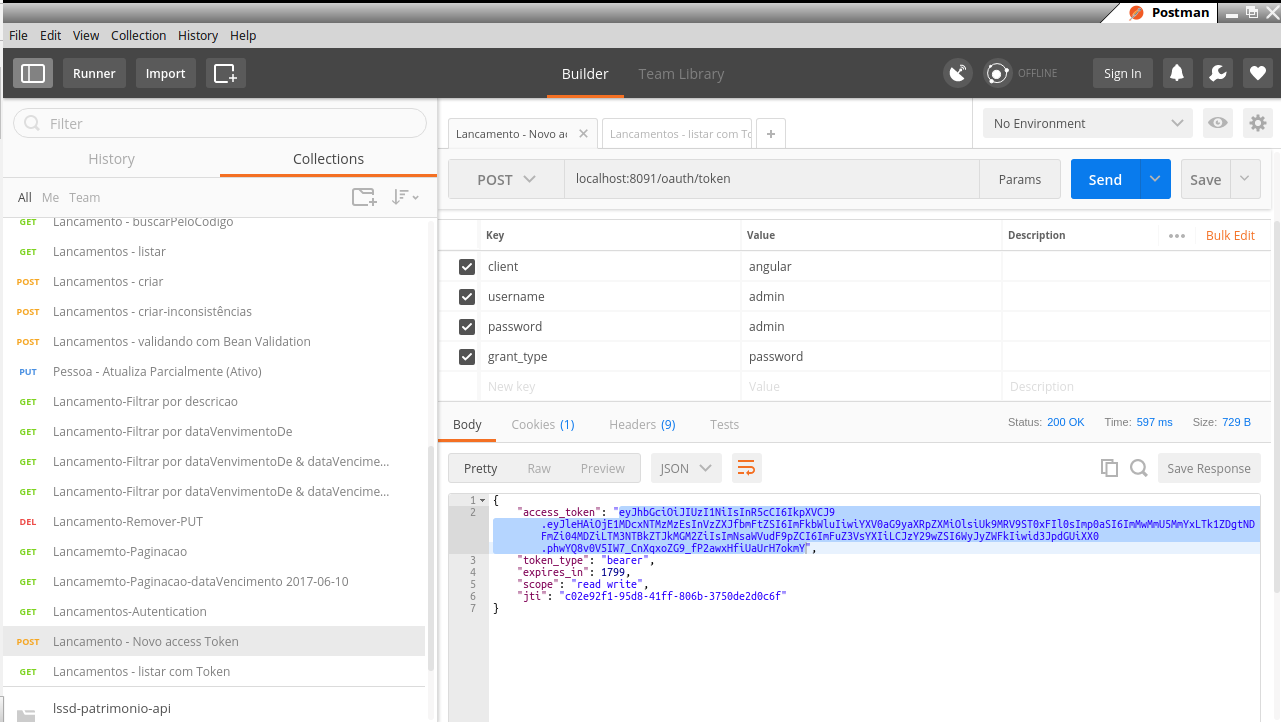 Postman
File Edit View Collection History Help
Runner Import Builder Team Library OFFLINE Sign In
Filter
History Collections
All Me Team
GET Lancamento - buscarPeloCodigo
GET Lancamentos - listar
POST Lancamentos - criar
POST Lancamentos - criar-inconsistências
POST Lancamentos - validando com Bean Validation
PUT Pessoa - Atualiza Parcialmente (Ativo)
GET Lancamento-Filtrar por descricao
GET Lancamento-Filtrar por dataVenvimentoDe
GET Lancamento-Filtrar por dataVenvimentoDe & dataVencime...
GET Lancamento-Filtrar por dataVenvimentoDe & dataVencime...
DEL Lancamento-Remover-PUT
GET Lancamento-Paginacao
GET Lancamento-Paginacao-dataVencimento 2017-06-10
GET Lancamentos-Autentication
POST Lancamento - Novo access Token
GET Lancamentos - listar com Token
lssd-patrimonio-api
Lancamento - Novo ac Lancamentos - listar com To No Environment
POST localhost:8091/oauth/token Params Send Save
Key Value Description Bulk Edit
client angular
username admin
password admin
grant_type password
New key Value Description
Body Cookies (1) Headers (9) Tests Status: 200 OK Time: 597 ms Size: 729 B
Pretty Raw Preview JSON Save Response
1 {
2 "access_token": "eyJhbGciOiJIUzI1NiIsInR5cCI6IkpXVCJ9
.eyJleHAiOjE1MDcxNTMzMzEsInVzZXJfbmFtZSI6ImFkbWluIiwiYXV0aG9yaXRpZXMiOlsiUk9MRV9ST0xFIl0sImp0aSI6ImMwMmU5MmYxLTk1ZDgtND
FmZi04MDZiLTM3NTBkZTJkMGM2ZiIsImNsaWVudF9pZCI6ImFuZ3VsYXIiLCJzY29wZSI6WyJyZWFkIiwid3JpdGUiXX0
.phwYQ8v0V5IW7_CnXqxoZG9_fP2awxHfiUaUrH7okmY",
3 "token_type": "bearer",
4 "expires_in": 1799,
5 "scope": "read write",
6 "jti": "c02e92f1-95d8-41ff-806b-3750de2d0c6f"
7 }